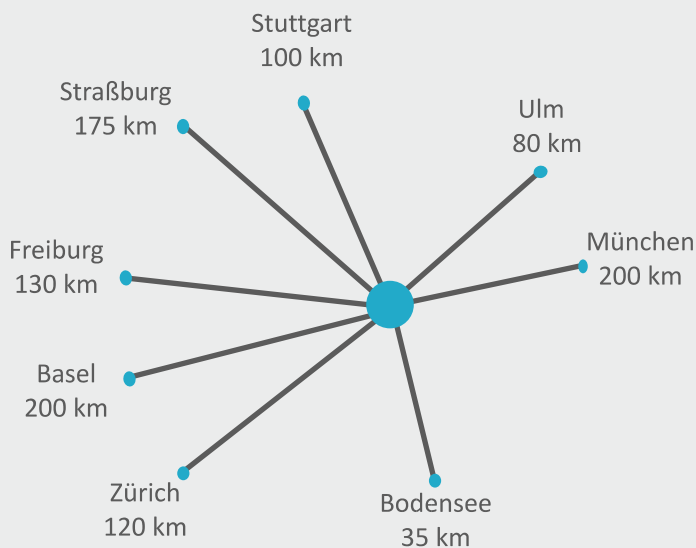 Stuttgart
100 km
Straßburg
175 km
Ulm
80 km
München
200 km
Freiburg
130 km
Basel
200 km
Zürich
120 km
Bodensee
35 km